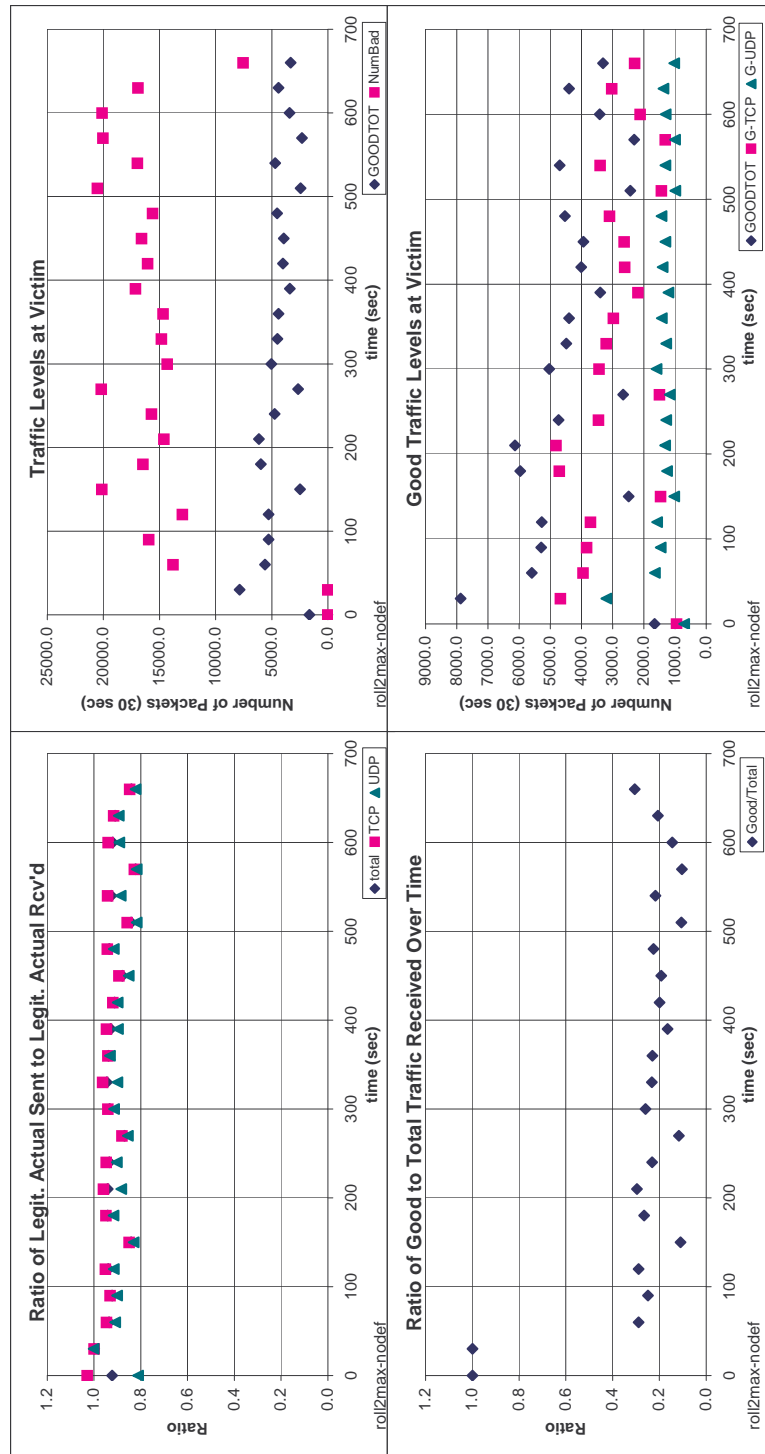 Ratio of Legit. Actual Sent to Legit. Actual Rcv'd
1.2
1.0
0.8
0.6
0.4
0.2
0.0
Ratio
0 100 200 300 400 500 600 700
time (sec)
roll2max-nodef
total TCP UDP
Traffic Levels at Victim
25000.0
20000.0
15000.0
10000.0
5000.0
0.0
Number of Packets (30 sec)
0 100 200 300 400 500 600 700
time (sec)
roll2max-nodef
GOODTOT NumBad
Ratio of Good to Total Traffic Received Over Time
1.2
1.0
0.8
0.6
0.4
0.2
0.0
Ratio
0 100 200 300 400 500 600 700
time (sec)
roll2max-nodef
Good/Total
Good Traffic Levels at Victim
9000.0
8000.0
7000.0
6000.0
5000.0
4000.0
3000.0
2000.0
1000.0
0.0
Number of Packets (30 sec)
0 100 200 300 400 500 600 700
time (sec)
roll2max-nodef
GOODTOT G-TCP G-UDP